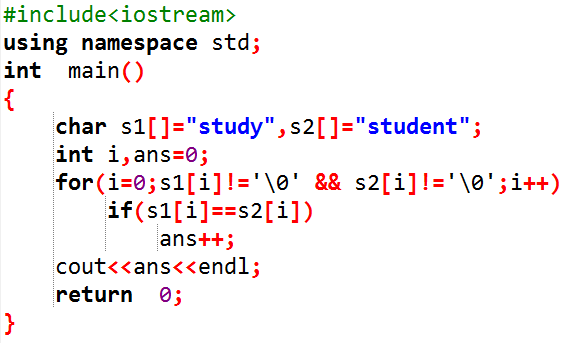 #include<iostream>
using namespace std;
int  main()
{
    char s1[]="study",s2[]="student";
    int i,ans=0;
    for(i=0;s1[i]!='\0' && s2[i]!='\0';i++)
        if(s1[i]==s2[i])
            ans++;
    cout<<ans<<endl;
    return  0;
}